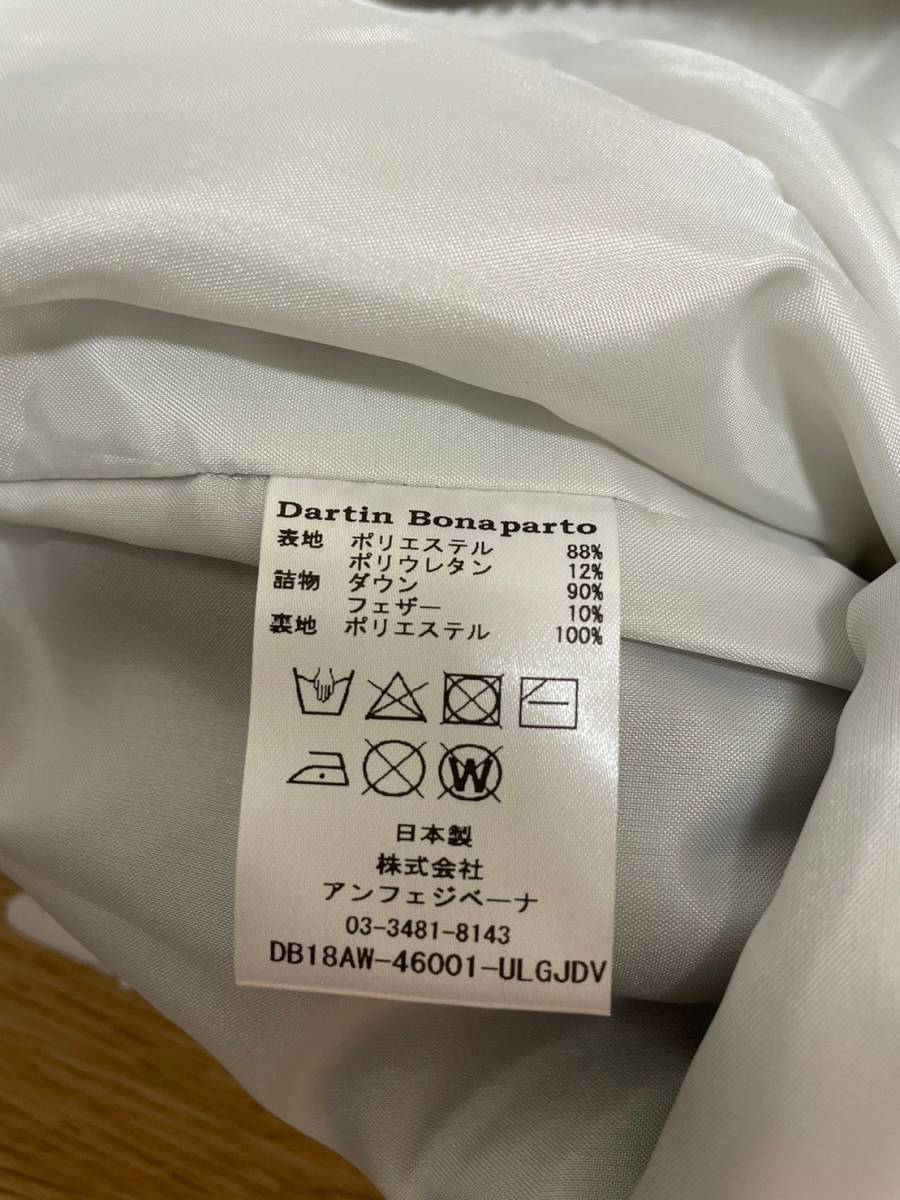 Dartin Bonaparto
表地 ポリエステル 88%
ポリウレタン 12%
詰物 ダウン 90%
フェザー 10%
裏地 ポリエステル 100%
W
日本製
株式会社
アンフェジベーナ
03-3481-8143
DB18AW-46001-ULGJDV